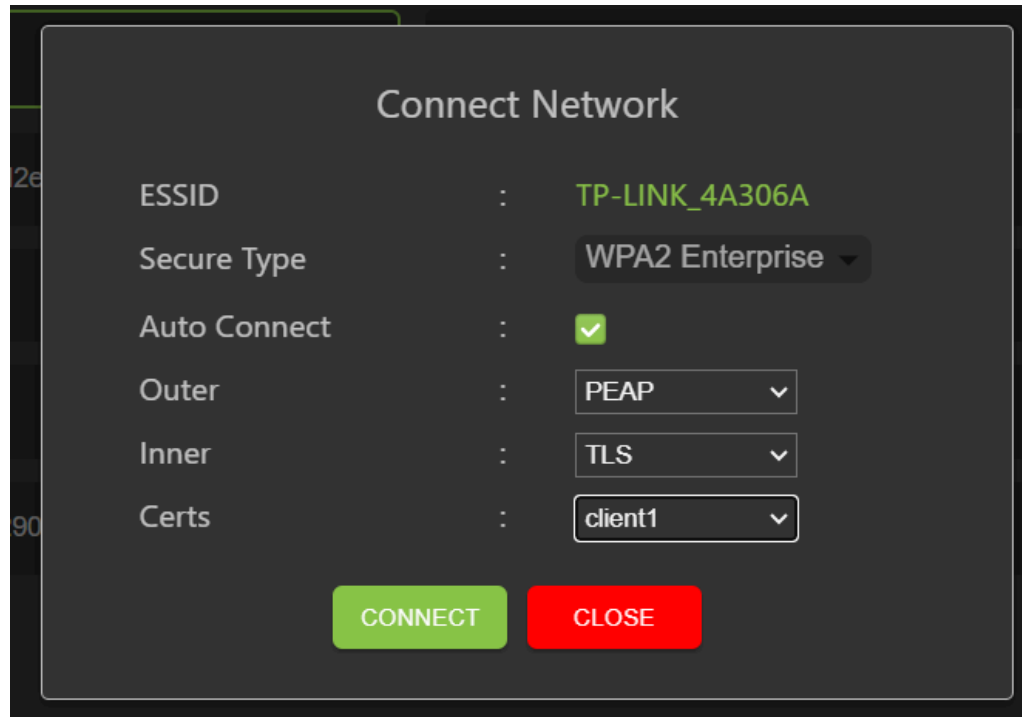 Connect Network
ESSID : TP-LINK_4A306A
Secure Type : WPA2 Enterprise
Auto Connect :
Outer : PEAP
Inner : TLS
Certs : client1
CONNECT CLOSE